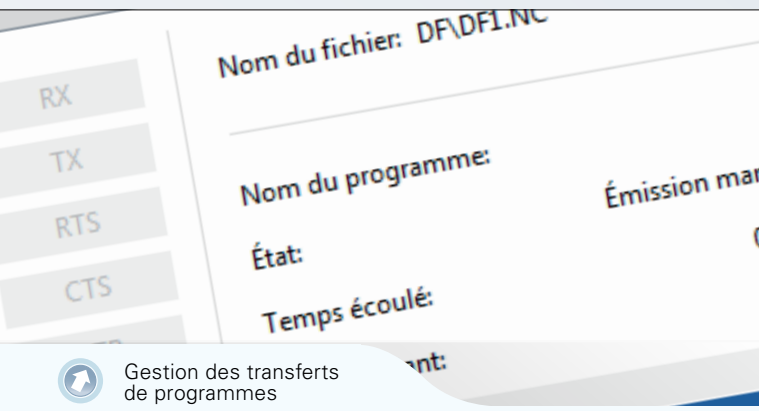 Nom du fichier: DF\DF1.NC
RX
TX
RTS
CTS
Nom du programme:
Émission
État:
Temps écoulé:
Gestion des transferts
de programmes